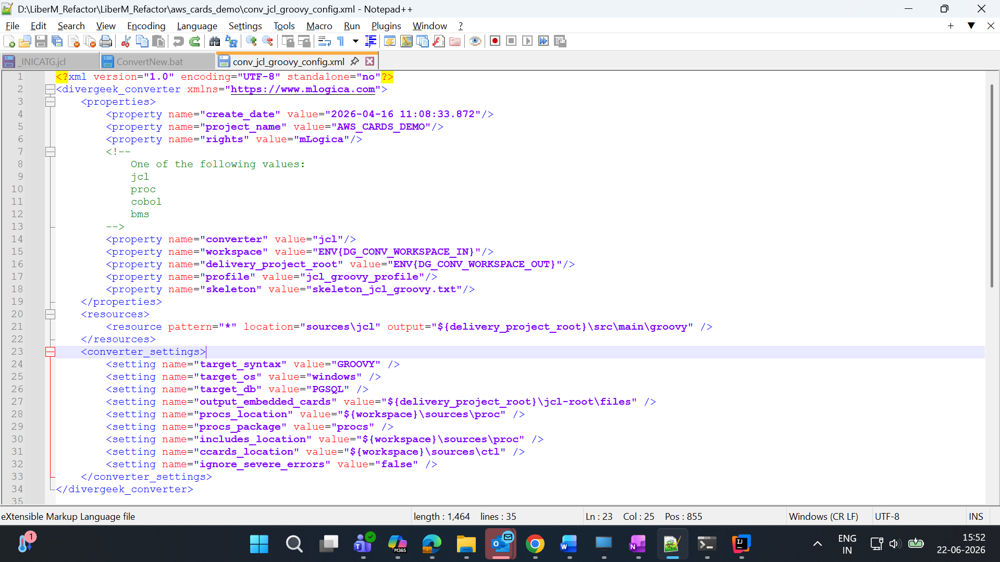 D:\LiberM_Refactor\LiberM_Refactor\aws_cards_demo\conv_jcl_groovy_config.xml - Notepad++
File Edit Search View Encoding Language Settings Tools Macro Run Plugins Window ?
_INICATG.jcl ConvertNew.bat conv_jcl_groovy_config.xml
1 <?xml version="1.0" encoding="UTF-8" standalone="no"?>
2 <divergeek_converter xmlns="https://www.mlogica.com">
3 <properties>
4 <property name="create_date" value="2026-04-16 11:08:33.872"/>
5 <property name="project_name" value="AWS_CARDS_DEMO"/>
6 <property name="rights" value="mLogica"/>
7 <!--
8 One of the following values:
9 jcl
10 proc
11 cobol
12 bms
13 -->
14 <property name="converter" value="jcl"/>
15 <property name="workspace" value="ENV{DG_CONV_WORKSPACE_IN}"/>
16 <property name="delivery_project_root" value="ENV{DG_CONV_WORKSPACE_OUT}"/>
17 <property name="profile" value="jcl_groovy_profile"/>
18 <property name="skeleton" value="skeleton_jcl_groovy.txt"/>
19 </properties>
20 <resources>
21 <resource pattern="*" location="sources\jcl" output="${delivery_project_root}\src\main\groovy" />
22 </resources>
23 <converter_settings>
24 <setting name="target_syntax" value="GROOVY" />
25 <setting name="target_os" value="windows" />
26 <setting name="target_db" value="PGSQL" />
27 <setting name="output_embedded_cards" value="${delivery_project_root}\jcl-root\files" />
28 <setting name="procs_location" value="${workspace}\sources\proc" />
29 <setting name="procs_package" value="procs" />
30 <setting name="includes_location" value="${workspace}\sources\proc" />
31 <setting name="ccards_location" value="${workspace}\sources\ctl" />
32 <setting name="ignore_severe_errors" value="false" />
33 </converter_settings>
34 </divergeek_converter>
35
eXtensible Markup Language file length : 1,464 lines : 35 Ln : 23 Col : 25 Pos : 855 Windows (CR LF) UTF-8 INS
1 M365 ENG 15:52
IN 22-06-2026